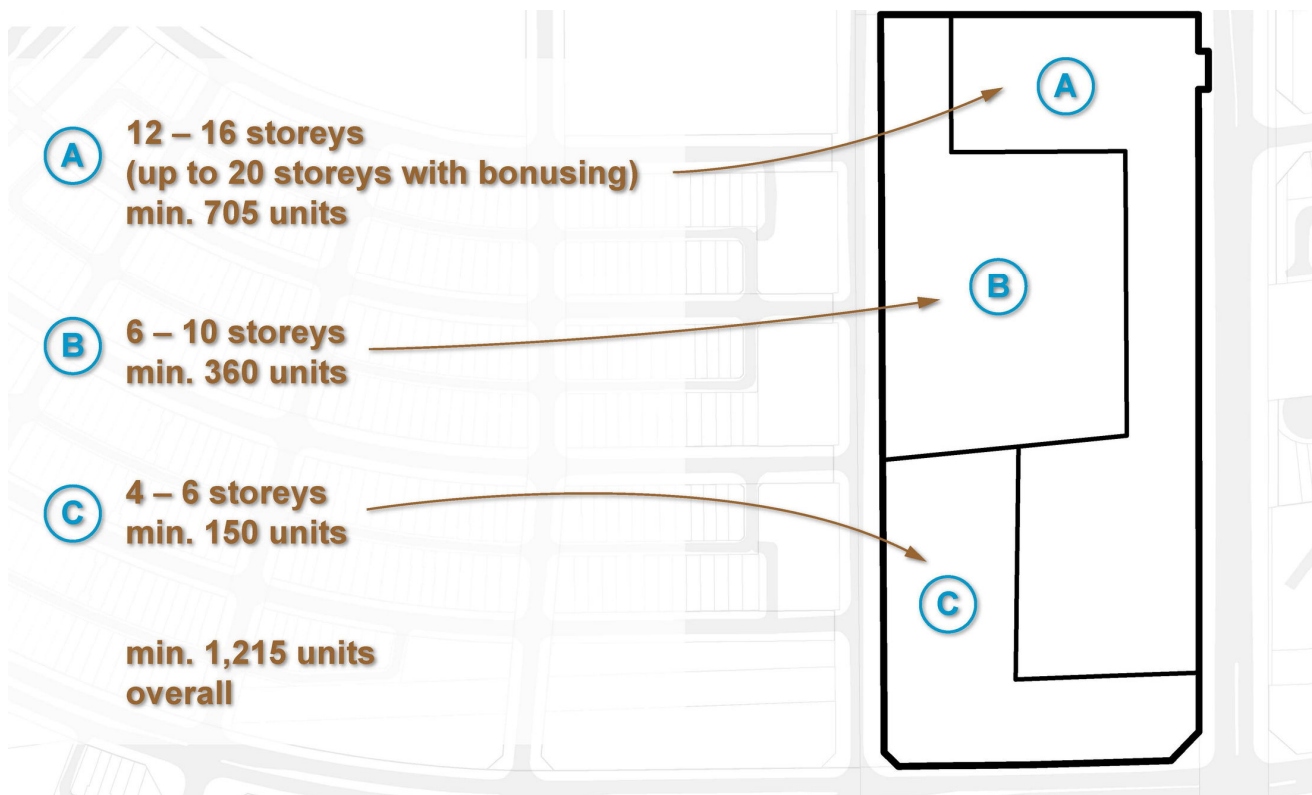 A
12 – 16 storeys
(up to 20 storeys with bonusing)
min. 705 units
B
6 – 10 storeys
min. 360 units
C
4 – 6 storeys
min. 150 units
min. 1,215 units
overall
A
B
C